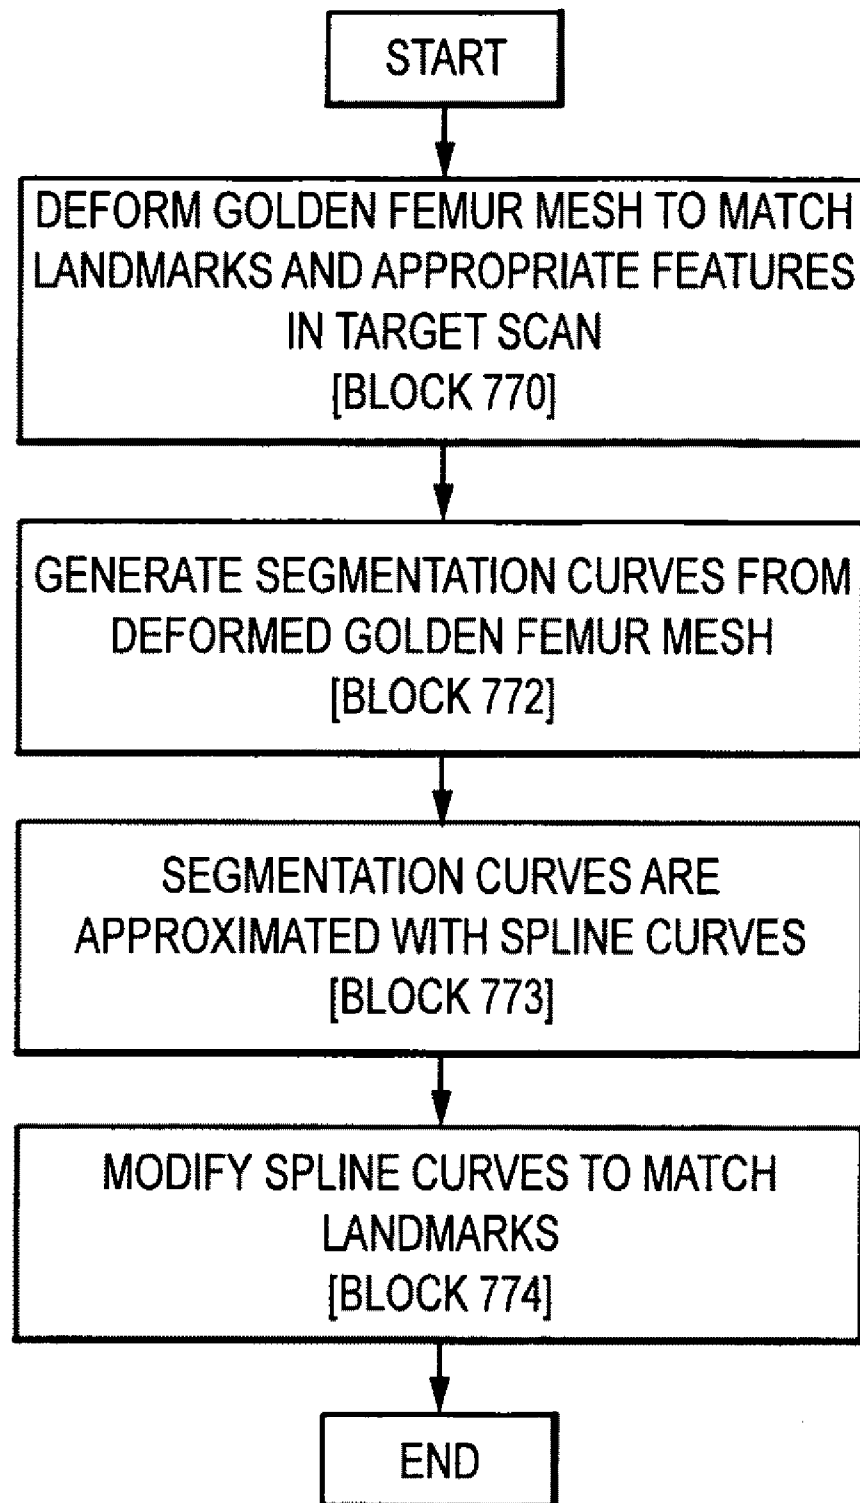 START
DEFORM GOLDEN FEMUR MESH TO MATCH
LANDMARKS AND APPROPRIATE FEATURES
IN TARGET SCAN
[BLOCK 770]
GENERATE SEGMENTATION CURVES FROM
DEFORMED GOLDEN FEMUR MESH
[BLOCK 772]
SEGMENTATION CURVES ARE
APPROXIMATED WITH SPLINE CURVES
[BLOCK 773]
MODIFY SPLINE CURVES TO MATCH
LANDMARKS
[BLOCK 774]
END